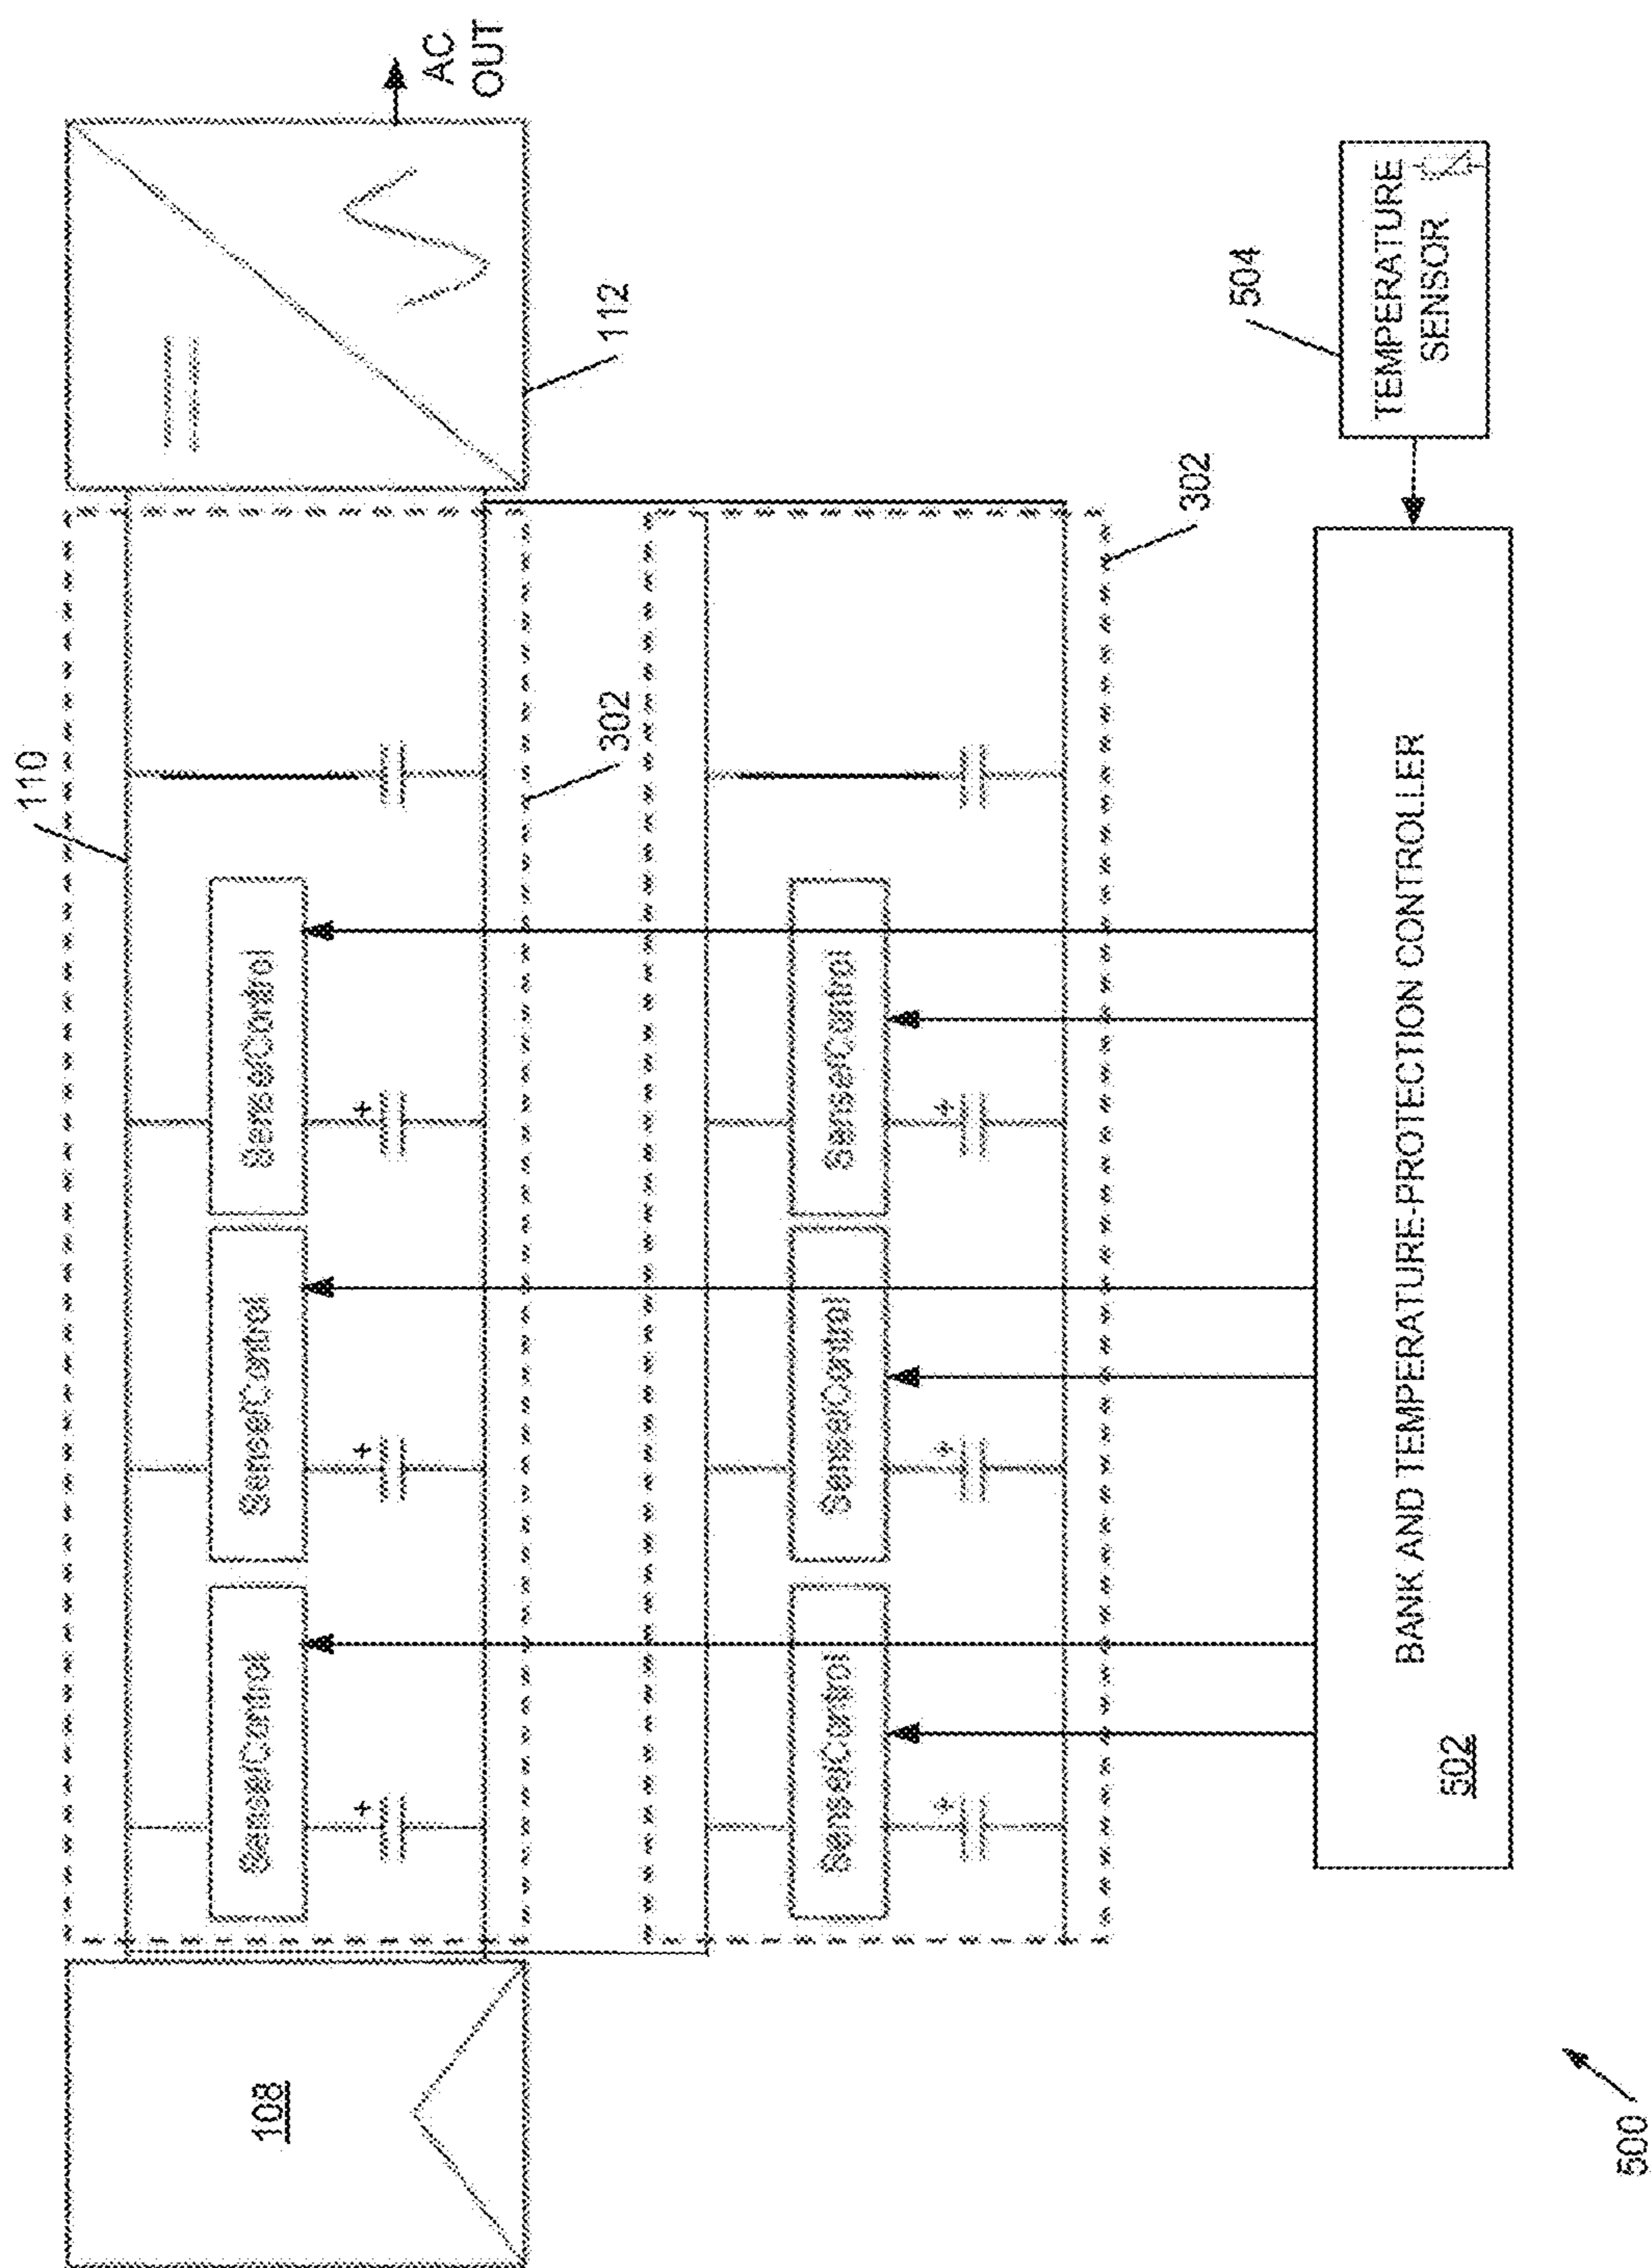 108
110
Sense/Control
Sense/Control
Sense/Control
+
+
+
302
112
AC
OUT
Sense/Control
Sense/Control
Sense/Control
+
+
+
302
504
TEMPERATURE
SENSOR
BANK AND TEMPERATURE-PROTECTION CONTROLLER
502
500